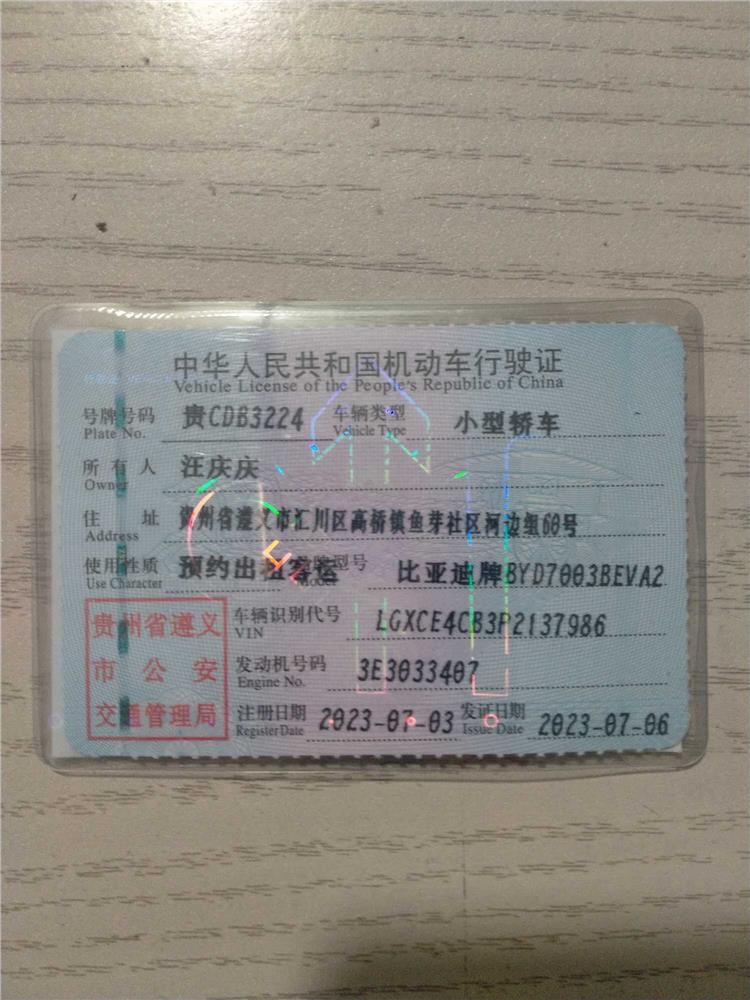 中华人民共和国机动车行驶证
Vehicle License of the People's Republic of China
号牌号码 贵CDB3224 车辆类型 小型轿车
Plate No. Vehicle Type
所有人 汪庆庆
Owner
住址 贵州省遵义市汇川区高桥镇鱼芽社区河边组60号
Address
使用性质 预约出租客运 品牌型号 比亚迪牌BYD7003BEVA2
Use Character Model
贵州省遵义 车辆识别代号 LGXCE4CB3P2137986
VIN
市公安 发动机号码 3E3033407
Engine No.
交通管理局 注册日期 2023-07-03 发证日期 2023-07-06
Register Date Issue Date